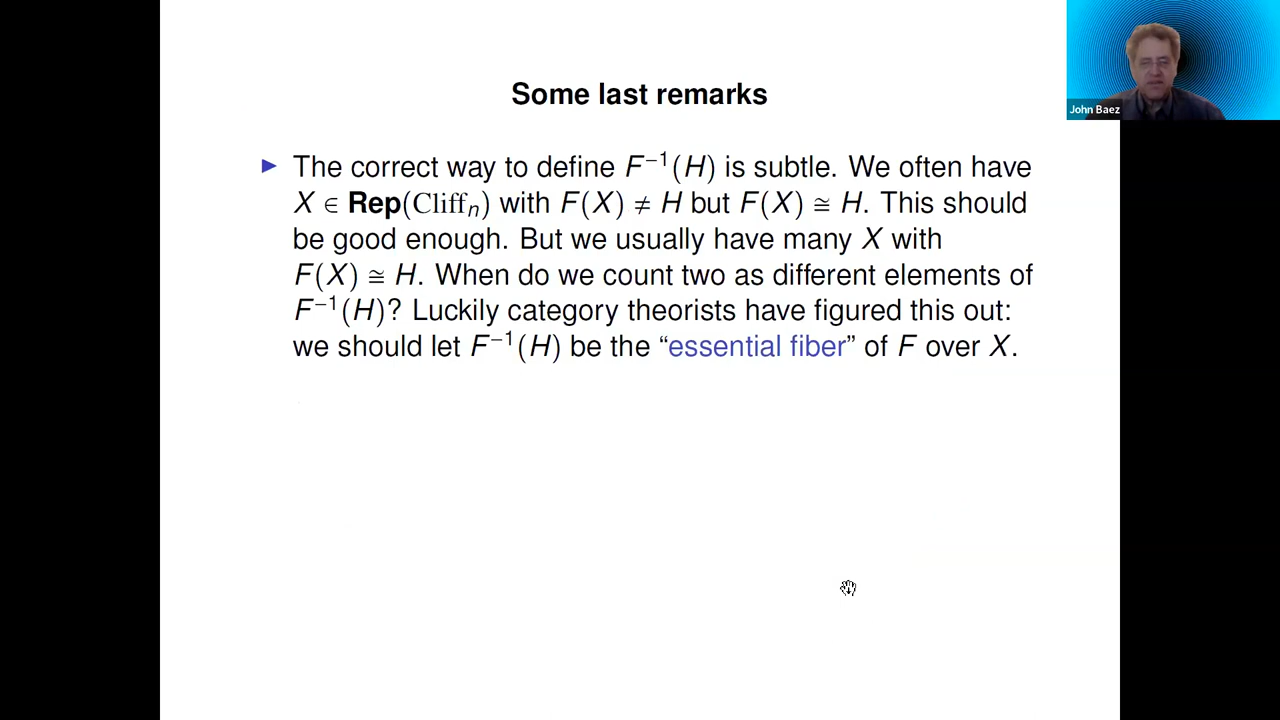 Some last remarks
John Baez
▶ The correct way to define F⁻¹(H) is subtle. We often have
X ∈ Rep(Cliffₙ) with F(X) ≠ H but F(X) ≅ H. This should
be good enough. But we usually have many X with
F(X) ≅ H. When do we count two as different elements of
F⁻¹(H)? Luckily category theorists have figured this out:
we should let F⁻¹(H) be the “essential fiber” of F over X.